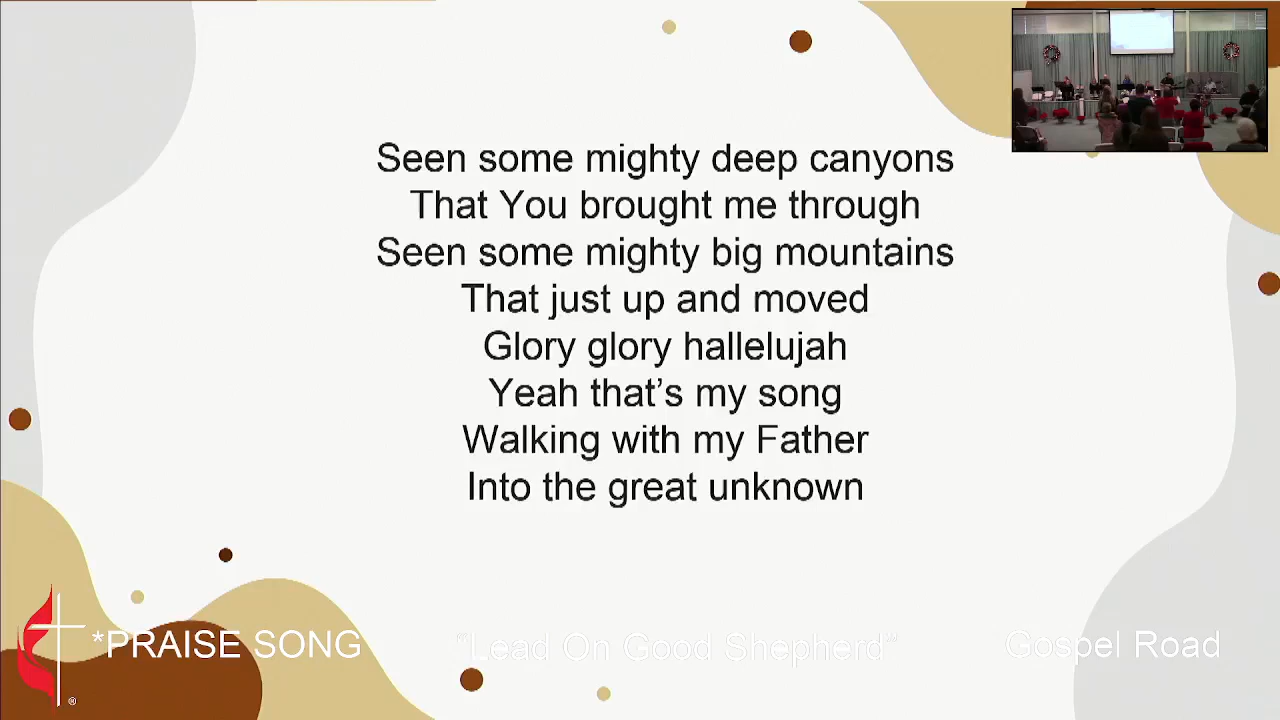 Seen some mighty deep canyons
That You brought me through
Seen some mighty big mountains
That just up and moved
Glory glory hallelujah
Yeah that’s my song
Walking with my Father
Into the great unknown
*PRAISE SONG “Lead On Good Shepherd” Gospel Road
®